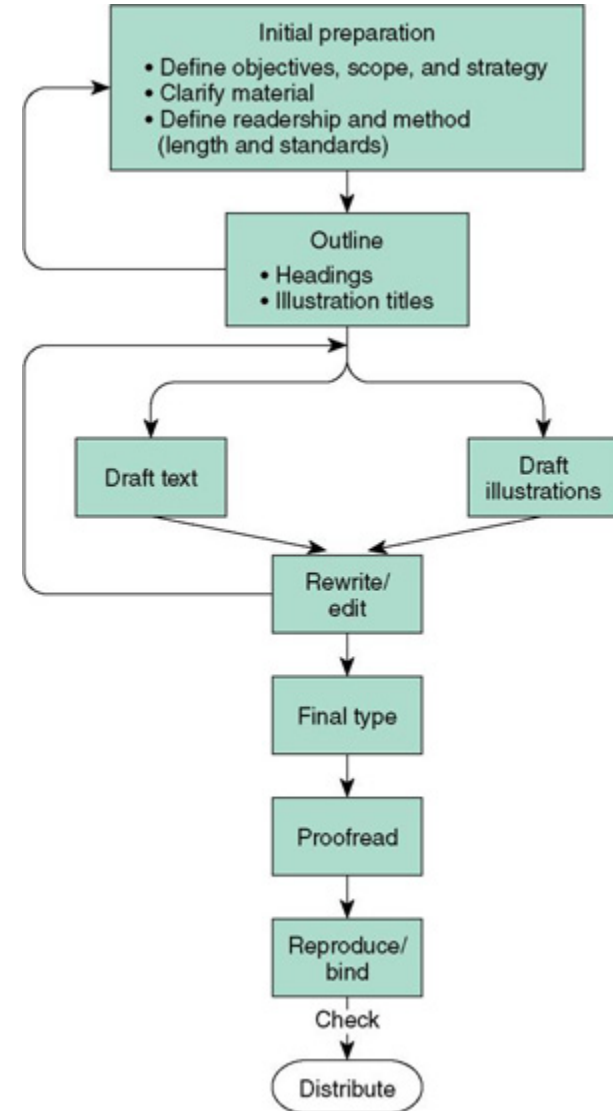 Initial preparation
• Define objectives, scope, and strategy
• Clarify material
• Define readership and method
(length and standards)
Outline
• Headings
• Illustration titles
Draft text
Draft
illustrations
Rewrite/
edit
Final type
Proofread
Reproduce/
bind
Check
Distribute